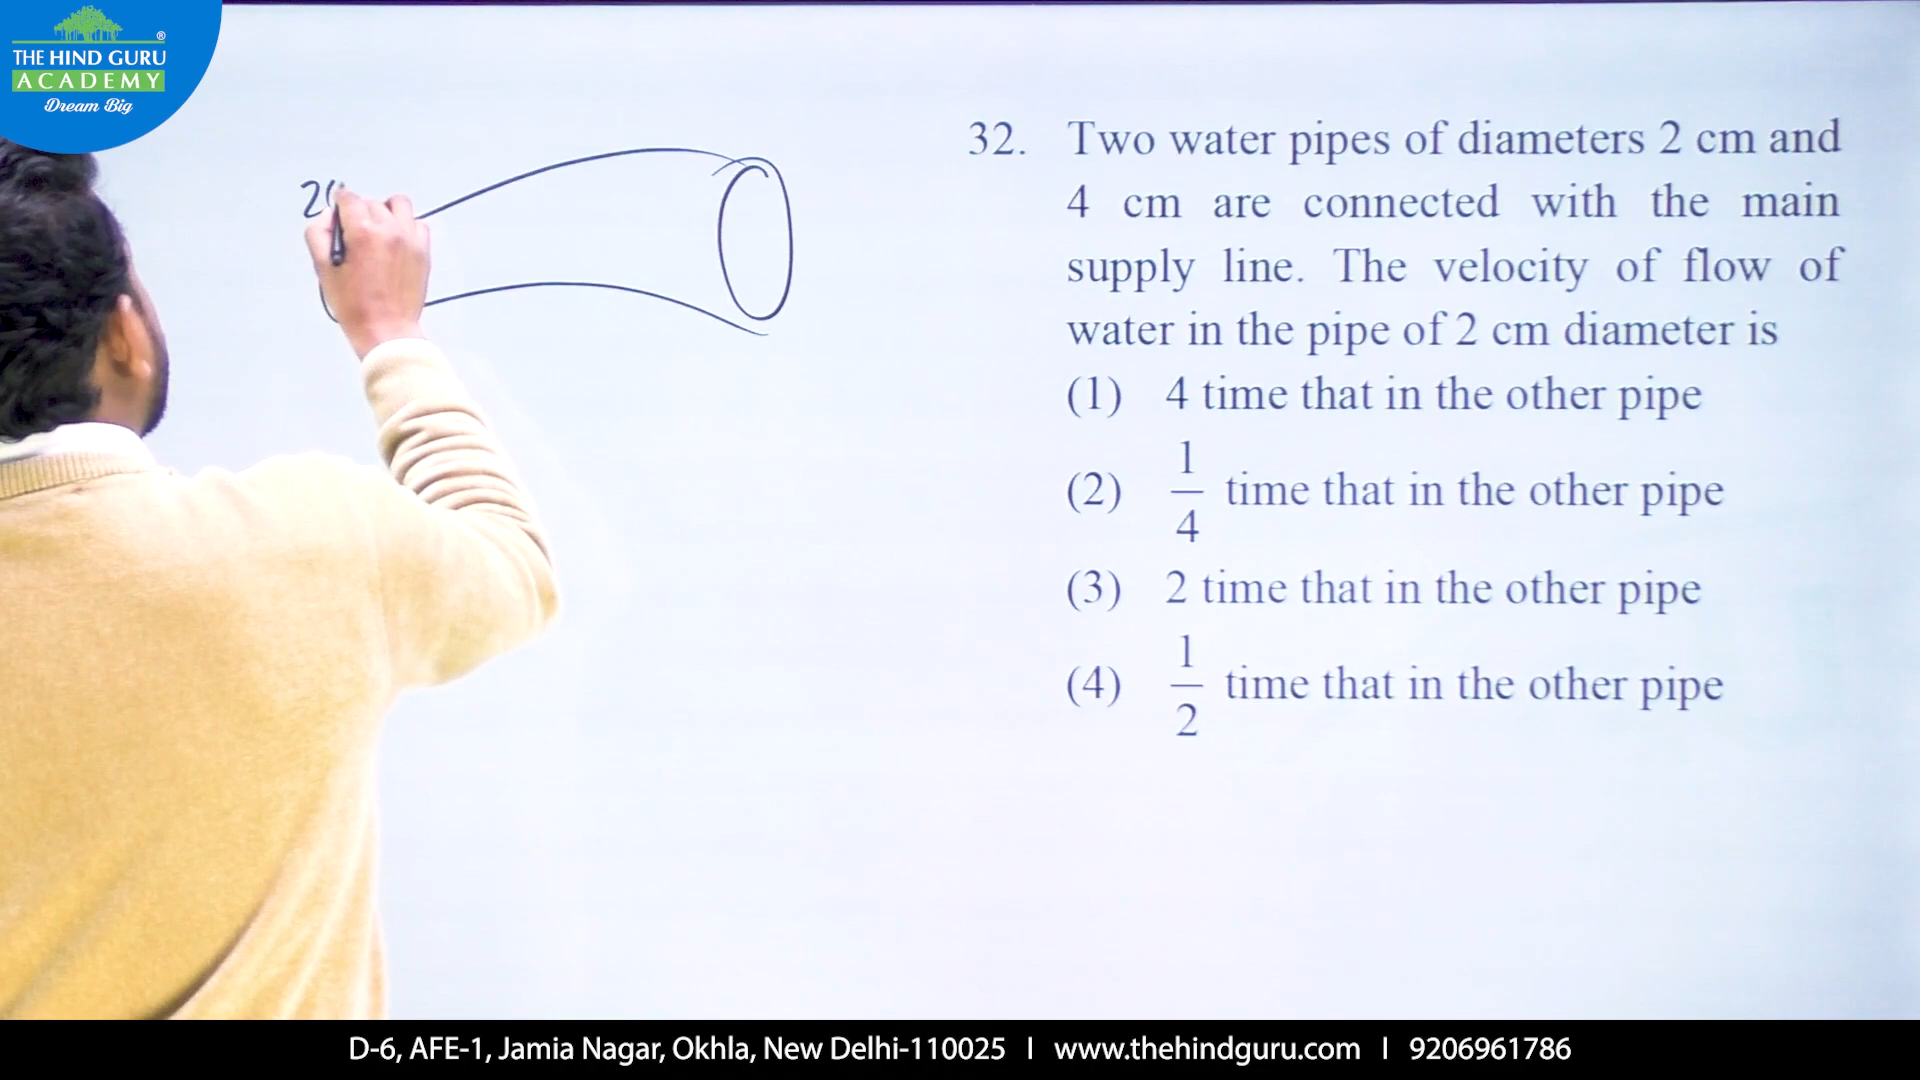 THE HIND GURU
ACADEMY
Dream Big
32. Two water pipes of diameters 2 cm and
4 cm are connected with the main
supply line. The velocity of flow of
water in the pipe of 2 cm diameter is
(1) 4 time that in the other pipe
(2) 1/4 time that in the other pipe
(3) 2 time that in the other pipe
(4) 1/2 time that in the other pipe
D-6, AFE-1, Jamia Nagar, Okhla, New Delhi-110025 | www.thehindguru.com | 9206961786